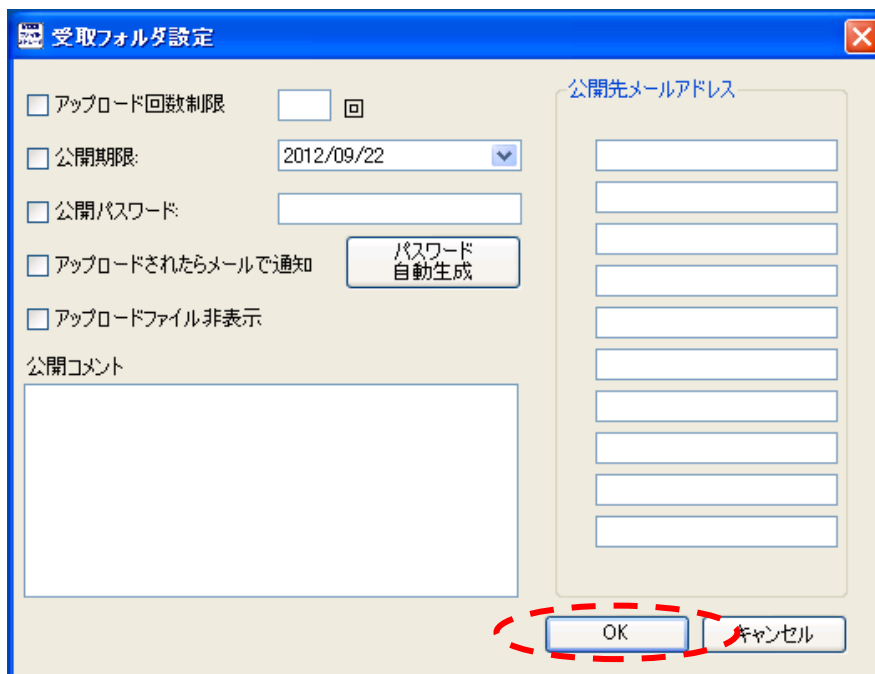 受取フォルダ設定
アップロード回数制限
回
公開期限:
2012/09/22
公開パスワード:
アップロードされたらメールで通知
パスワード
自動生成
アップロードファイル非表示
公開コメント
公開先メールアドレス
OK
キャンセル